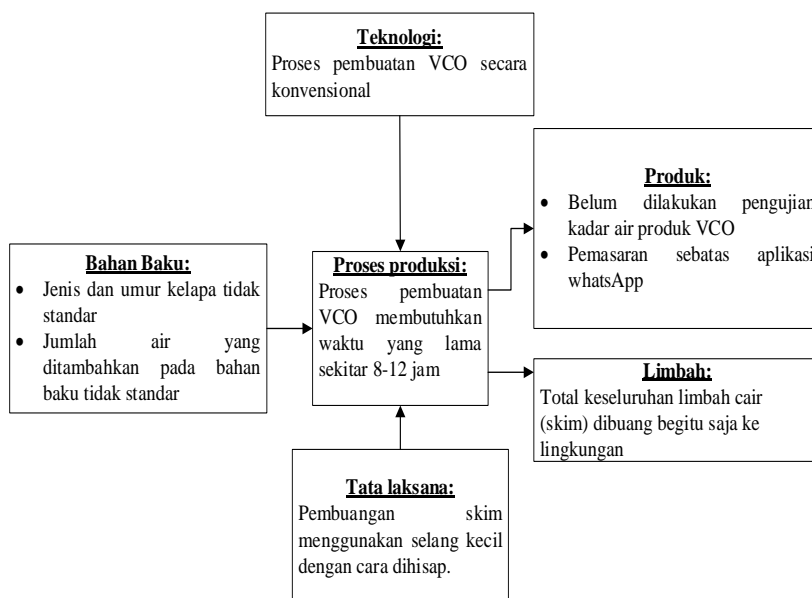 Teknologi:
Proses pembuatan VCO secara
konvensional
Produk:
• Belum dilakukan pengujian
kadar air produk VCO
• Pemasaran sebatas aplikasi
whatsApp
Bahan Baku:
• Jenis dan umur kelapa tidak
standar
• Jumlah air yang
ditambahkan pada bahan
baku tidak standar
Proses produksi:
Proses pembuatan
VCO membutuhkan
waktu yang lama
sekitar 8-12 jam
Limbah:
Total keseluruhan limbah cair
(skim) dibuang begitu saja ke
lingkungan
Tata laksana:
Pembuangan skim
menggunakan selang kecil
dengan cara dihisap.